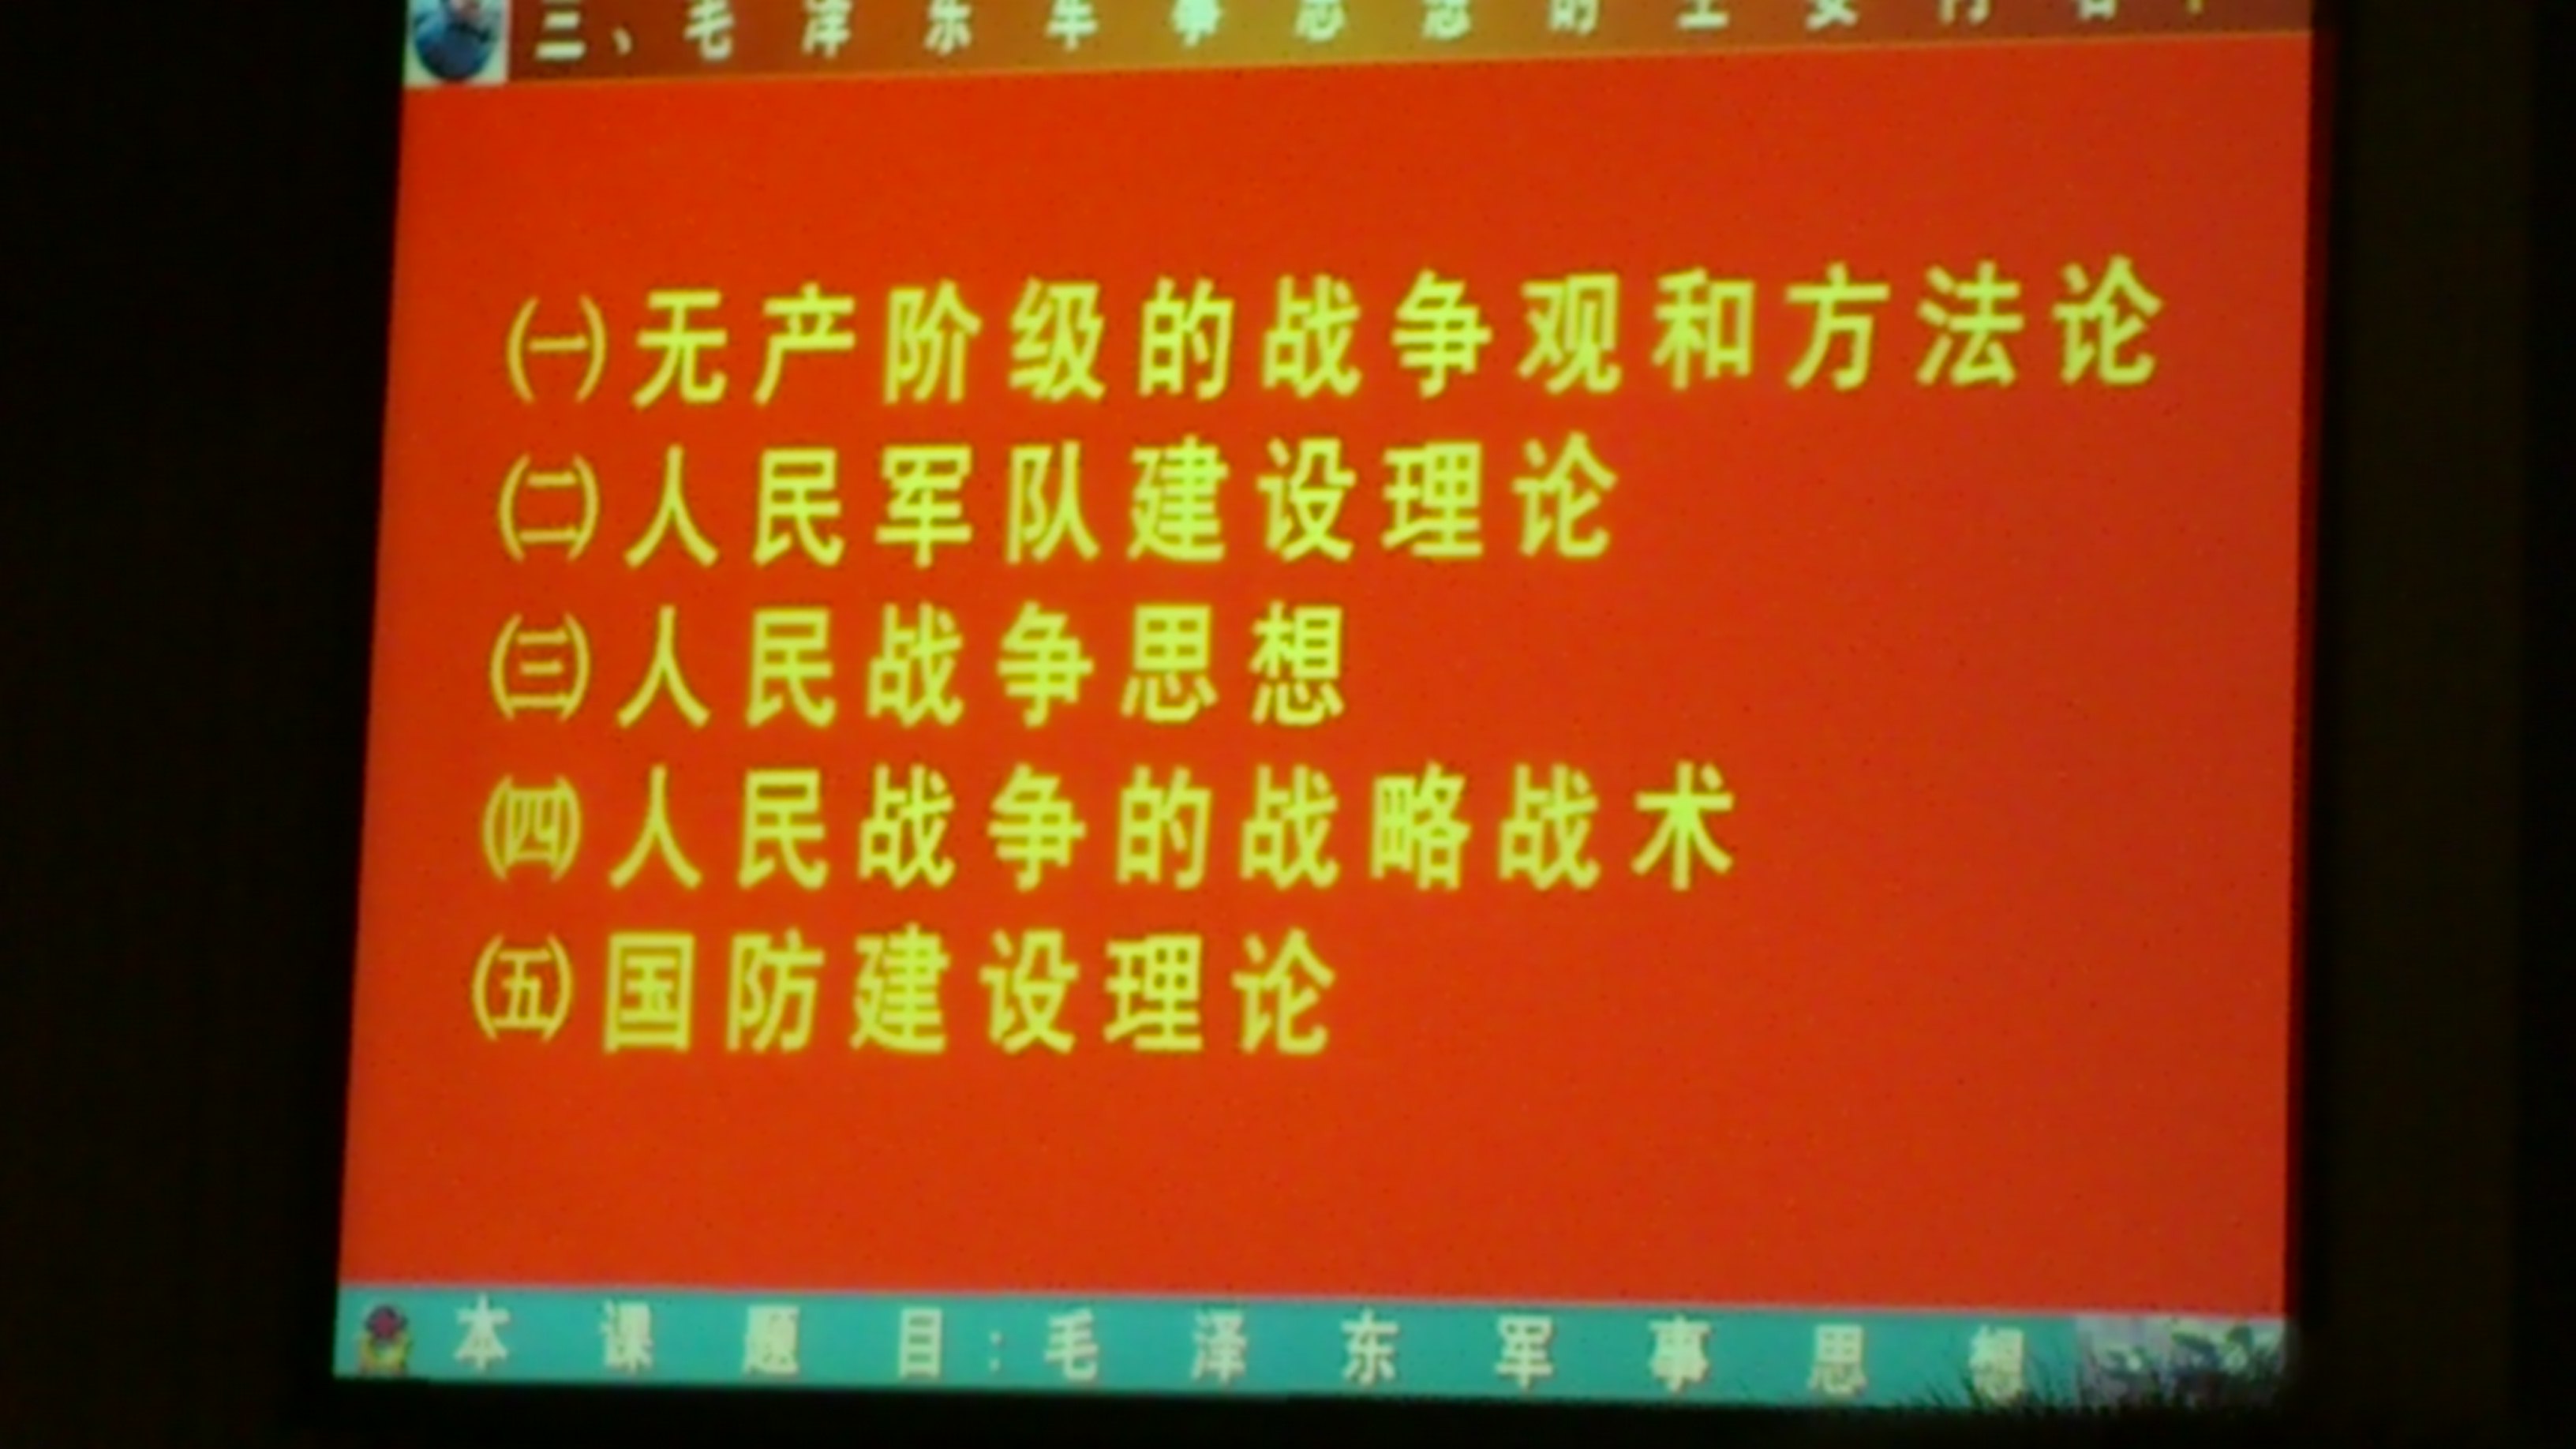 三、毛泽东军事思想的主要内容
㈠无产阶级的战争观和方法论
㈡人民军队建设理论
㈢人民战争思想
㈣人民战争的战略战术
㈤国防建设理论
本课题目:毛泽东军事思想